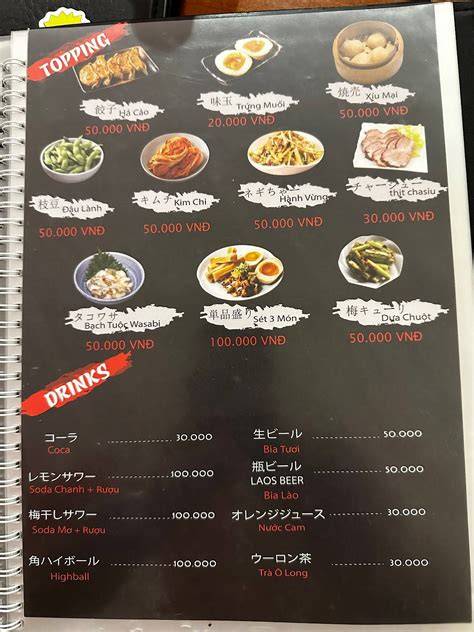 TOPPING
餃子 Há Cảo
50.000 VNĐ
味玉 Trứng Muối
20.000 VNĐ
焼売 Xíu Mại
50.000 VNĐ
枝豆 Đậu Lành
50.000 VNĐ
キムチ Kim Chi
50.000 VNĐ
ネギちゃー Hành Vừng
50.000 VNĐ
チャーシュー thịt chasiu
30.000 VNĐ
タコワサ Bạch Tuộc Wasabi
50.000 VNĐ
単品盛り Sét 3 Món
100.000 VNĐ
梅キューリ Dưa Chuột
50.000 VNĐ
DRINKS
コーラ 30.000
Coca
レモンサワー 100.000
Soda Chanh + Rượu
梅干しサワー 100.000
Soda Mơ + Rượu
角ハイボール 100.000
Highball
生ビール 50.000
Bia Tươi
瓶ビール 50.000
LAOS BEER
Bia Lào
オレンジジュース 30.000
Nước Cam
ウーロン茶 30.000
Trà Ô Long